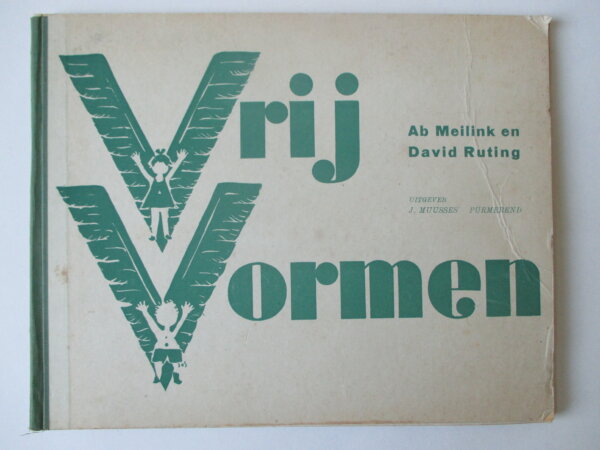 Vrij
Vormen
Ab Meilink en
David Ruting
UITGEVER
J. MUUSSES PURMEREND